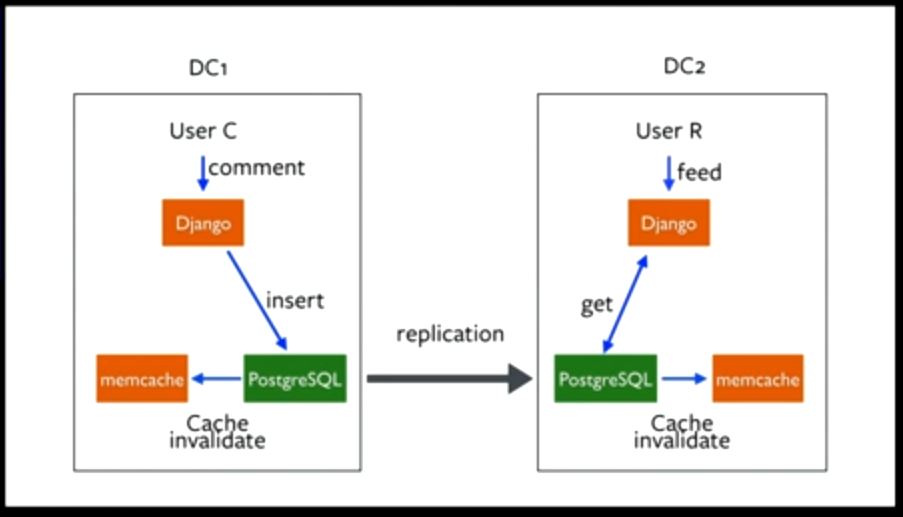 DC1
DC2
User C
comment
Django
insert
memcache
PostgreSQL
Cache
invalidate
replication
User R
feed
Django
get
PostgreSQL
memcache
Cache
invalidate